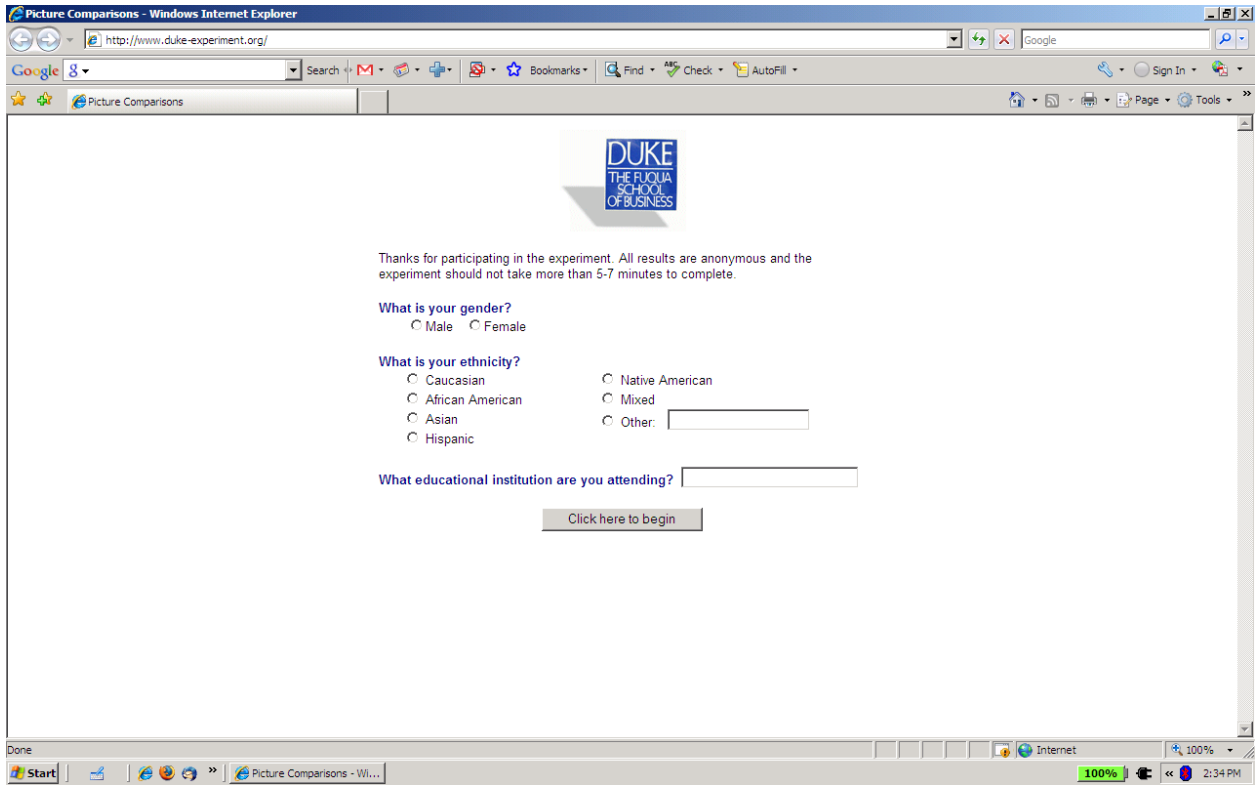 Picture Comparisons - Windows Internet Explorer
http://www.duke-experiment.org/
Google
Google
Search
Bookmarks
Find
Check
AutoFill
Sign In
Picture Comparisons
Page
Tools
DUKE
THE FUQUA
SCHOOL
OF BUSINESS
Thanks for participating in the experiment. All results are anonymous and the
experiment should not take more than 5-7 minutes to complete.
What is your gender?
Male Female
What is your ethnicity?
Caucasian Native American
African American Mixed
Asian Other:
Hispanic
What educational institution are you attending?
Click here to begin
Done Internet 100%
Start Picture Comparisons - Wi... 100% 2:34 PM